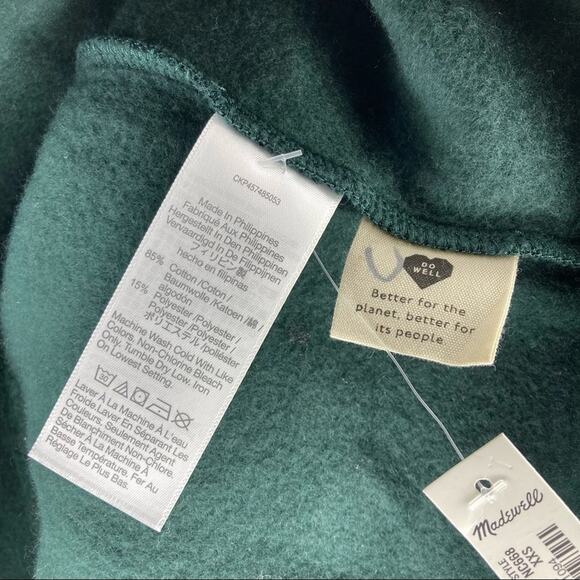 CKP457485053
Made In Philippines
Fabriqué Aux Philippines
Hergestellt In Den Philippinen
Vervaardigd In De Filippijnen
フィリピン製
hecho en filipinas
85% Cotton /Coton/
Baumwolle /Katoen/ 綿 /
algodón
15% Polyester /Polyester/
Polyester /Polyester/
ポリエステル /poliéster
Machine Wash Cold With Like
Colors, Non-Chlorine Bleach
Only. Tumble Dry Low. Iron
On Lowest Setting.
30
Laver À La Machine À L'eau
Froide.Laver En Séparant Les
Couleurs. Seulement Agent
De Blanchiment Non-Chlore.
Sécher À La Machine À
Basse Température. Fer Au
Réglage Le Plus Bas.
DO
WELL
Better for the
planet, better for
its people
Madewell
STYLE
NC668
XXS